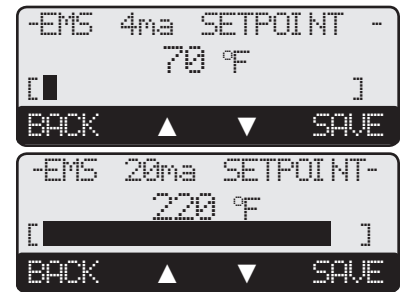 -EMS 4ma SETPOINT -
70 °F
[ ]
BACK ▲ ▼ SAVE
-EMS 20ma SETPOINT-
220 °F
[ ]
BACK ▲ ▼ SAVE